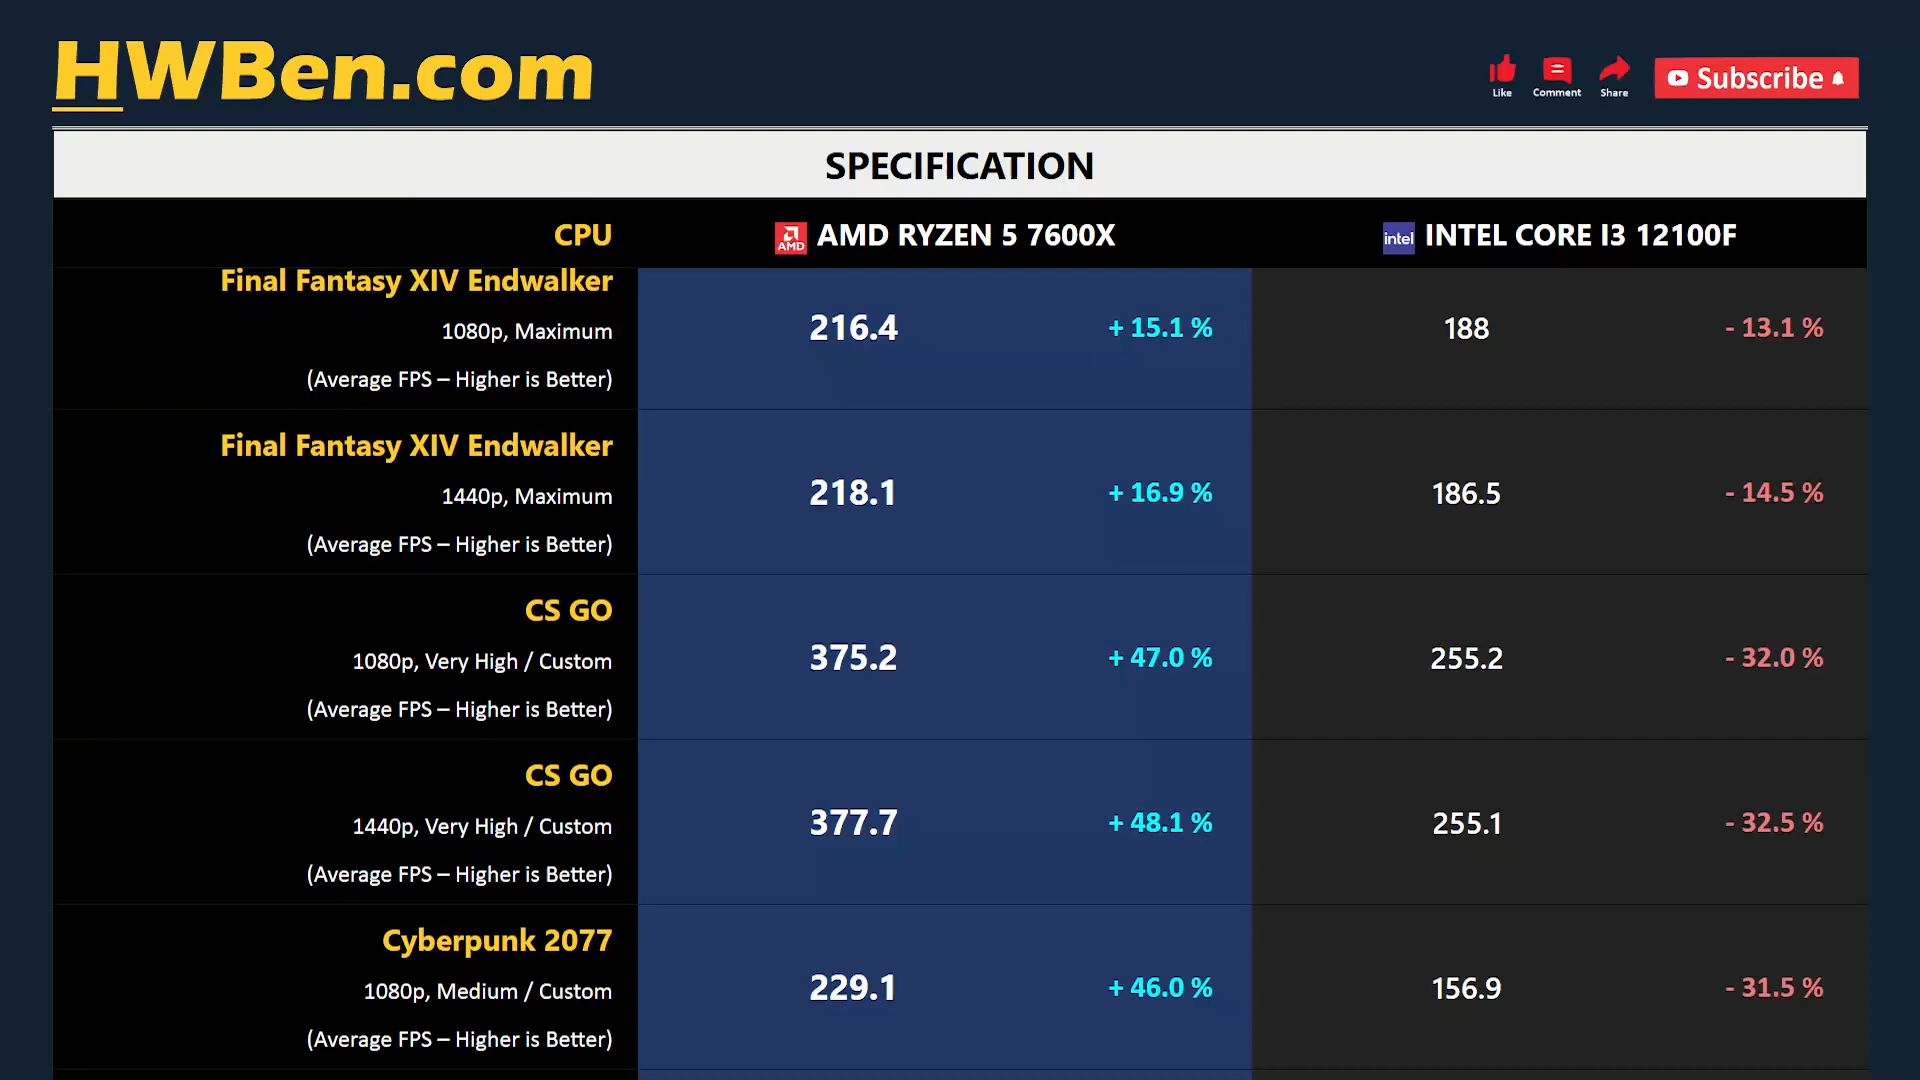 HWBen.com
Like Comment Share Subscribe
SPECIFICATION
CPU AMD AMD RYZEN 5 7600X intel INTEL CORE I3 12100F
Final Fantasy XIV Endwalker
1080p, Maximum 216.4 + 15.1 % 188 - 13.1 %
(Average FPS – Higher is Better)
Final Fantasy XIV Endwalker
1440p, Maximum 218.1 + 16.9 % 186.5 - 14.5 %
(Average FPS – Higher is Better)
CS GO
1080p, Very High / Custom 375.2 + 47.0 % 255.2 - 32.0 %
(Average FPS – Higher is Better)
CS GO
1440p, Very High / Custom 377.7 + 48.1 % 255.1 - 32.5 %
(Average FPS – Higher is Better)
Cyberpunk 2077
1080p, Medium / Custom 229.1 + 46.0 % 156.9 - 31.5 %
(Average FPS – Higher is Better)